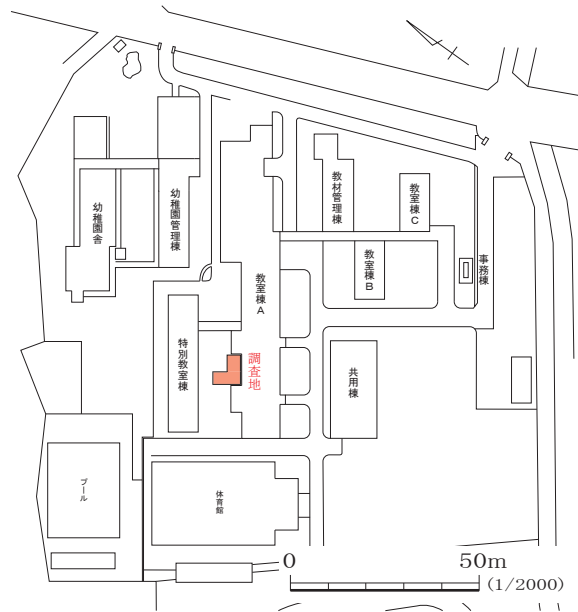 教材管理棟
教室棟C
幼稚園舎
幼稚園管理棟
教室棟A
教室棟B
事務棟
特別教室棟
調査地
共用棟
プール
体育館
0
50m
(1/2000)